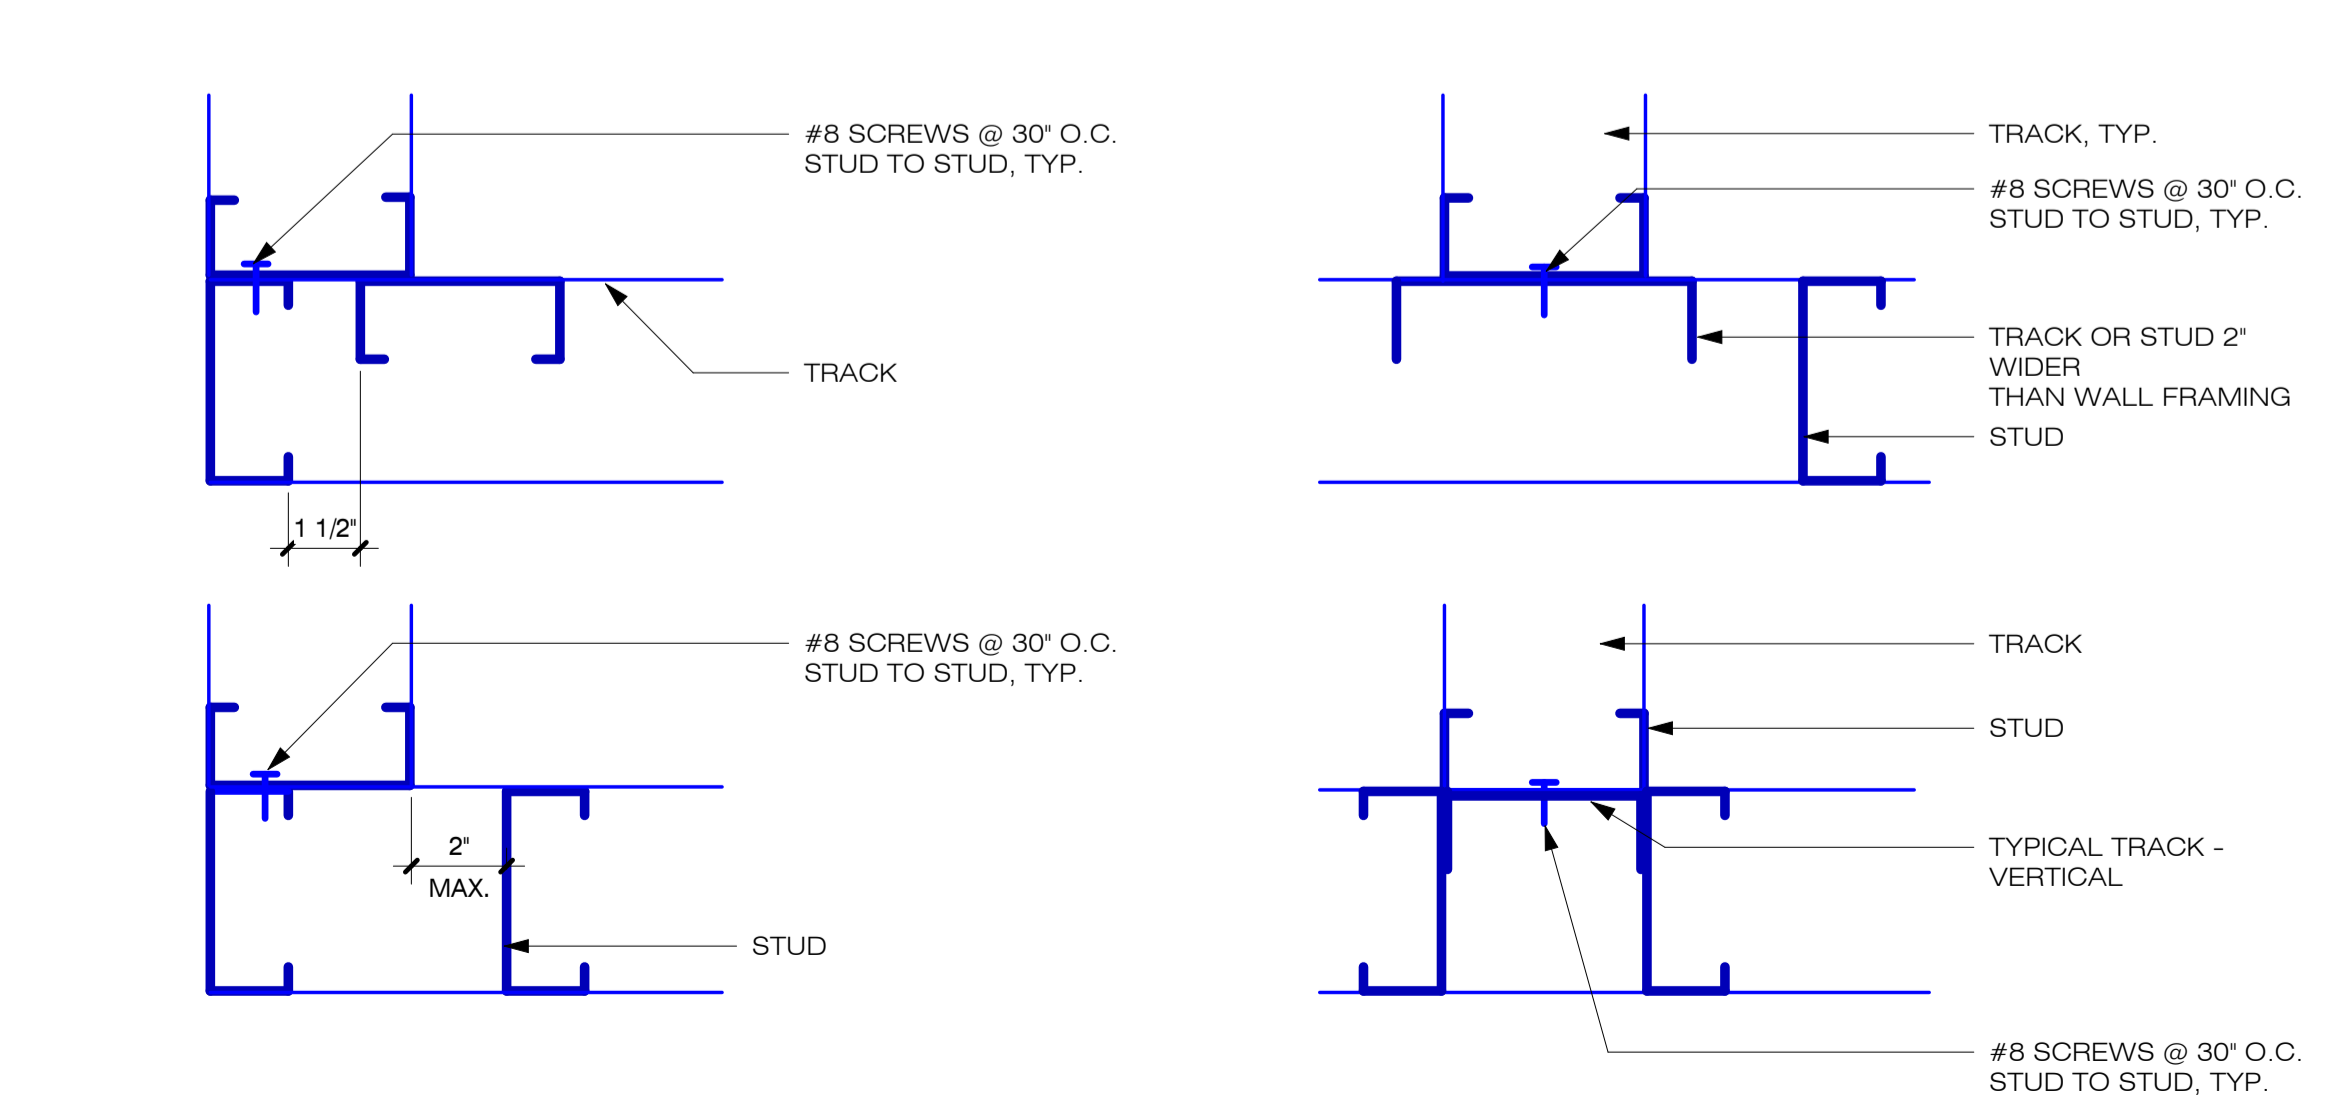 #8 SCREWS @ 30" O.C.
STUD TO STUD, TYP.
TRACK
1 1/2"
TRACK, TYP.
#8 SCREWS @ 30" O.C.
STUD TO STUD, TYP.
TRACK OR STUD 2"
WIDER
THAN WALL FRAMING
STUD
#8 SCREWS @ 30" O.C.
STUD TO STUD, TYP.
2"
MAX.
STUD
TRACK
STUD
TYPICAL TRACK -
VERTICAL
#8 SCREWS @ 30" O.C.
STUD TO STUD, TYP.